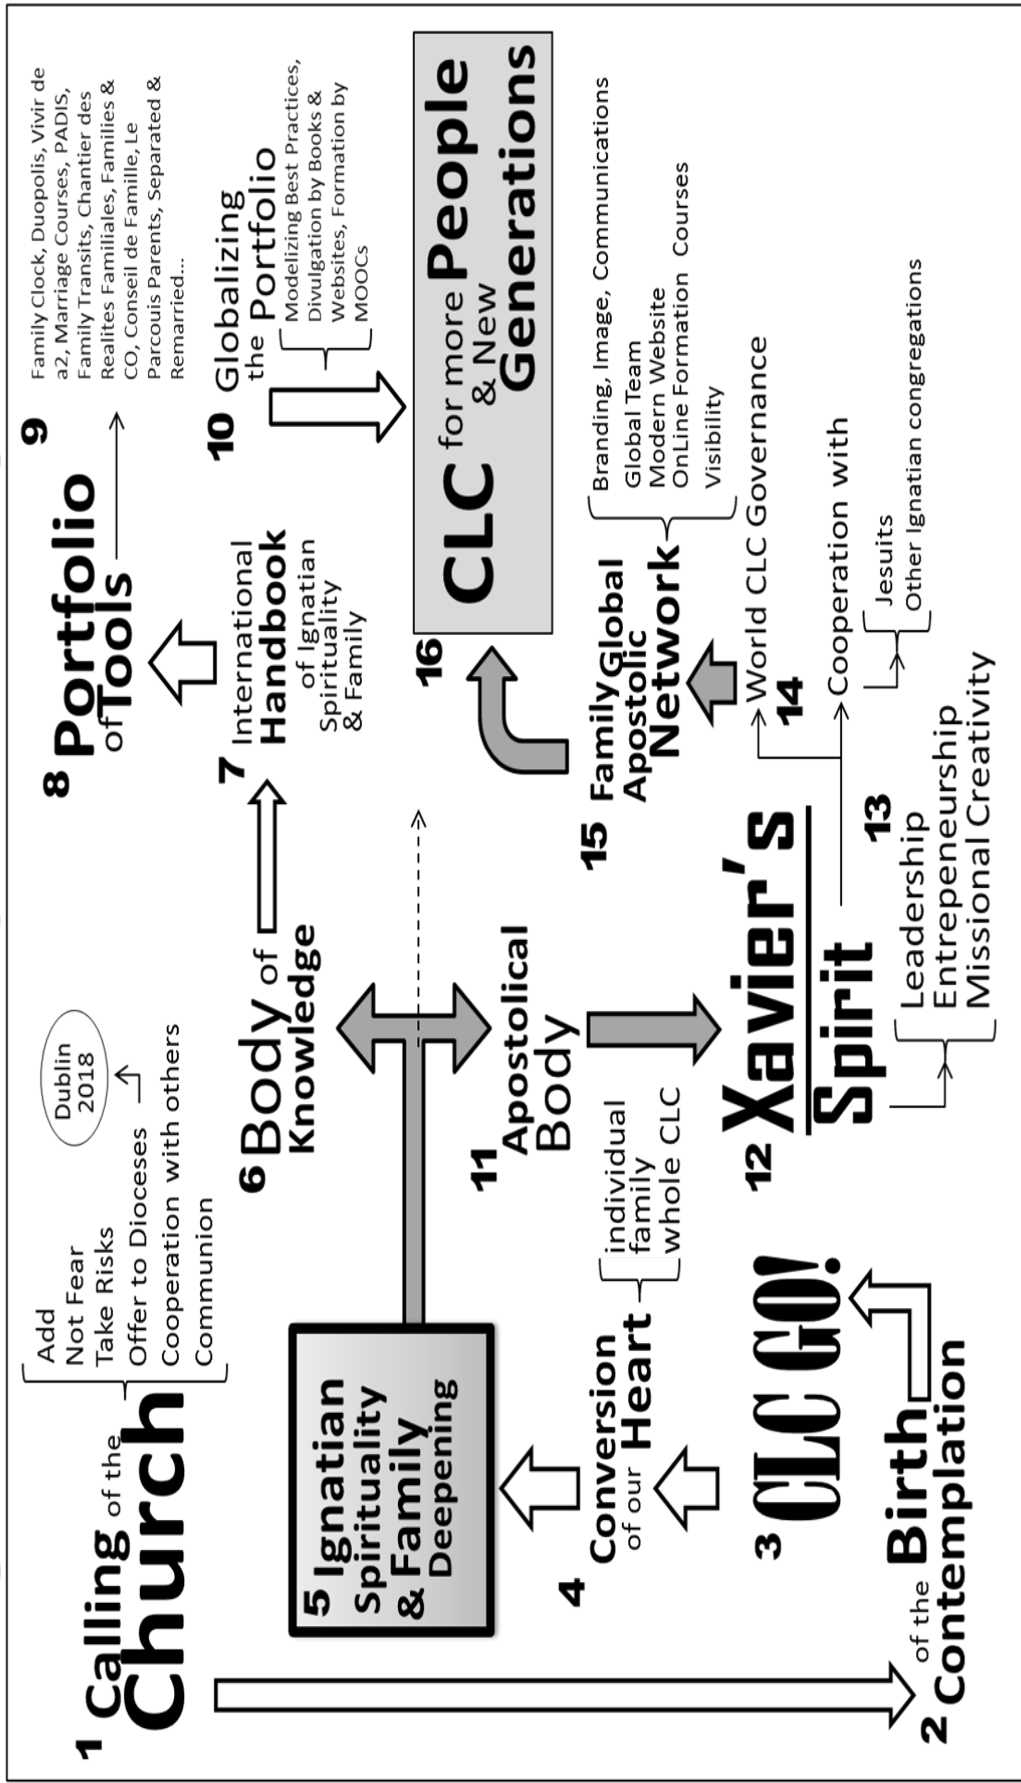 1 Calling of the
Church
Add
Not Fear
Take Risks
Offer to Dioceses
Cooperation with others
Communion
Dublin
2018
2 of the Birth
Contemplation
3 CLC GO!
4 Conversion
of our Heart
individual
family
whole CLC
5 Ignatian
Spirituality
& Family
Deepening
6 Body of
Knowledge
7 International
Handbook
of Ignatian
Spirituality
& Family
8 Portfolio
of Tools
9
Family Clock, Duopolis, Vivir de
a2, Marriage Courses, PADIS,
Family Transits, Chantier des
Realites Familiales, Families &
CO, Conseil de Famille, Le
Parcouis Parents, Separated &
Remarried...
10 Globalizing
the Portfolio
Modelizing Best Practices,
Divulgation by Books &
Websites, Formation by
MOOCs
11 Apostolical
Body
12 Xavier's
Spirit
13
Leadership
Entrepeneurship
Missional Creativity
14
World CLC Governance
Cooperation with
Jesuits
Other Ignatian congregations
15 Family Global
Apostolic
Network
Branding, Image, Communications
Global Team
Modern Website
OnLine Formation Courses
Visibility
16
CLC for more People
& New
Generations